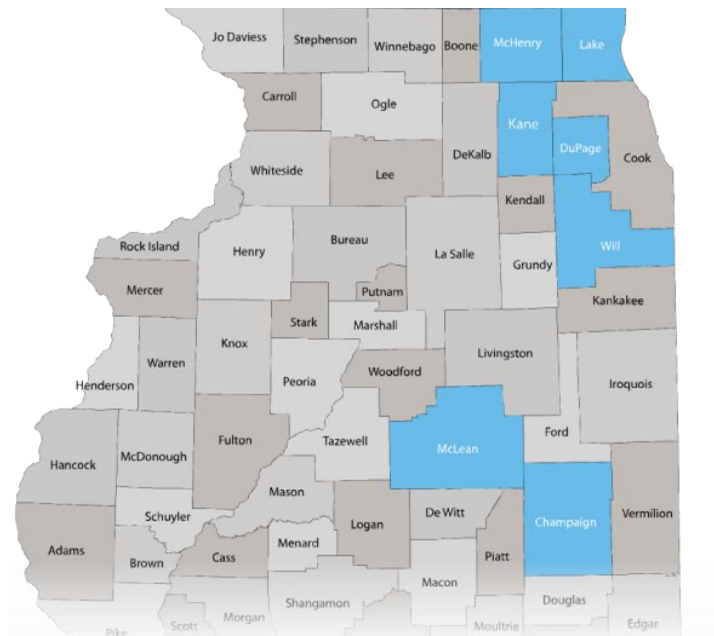 Jo Daviess
Stephenson
Winnebago
Boone
McHenry
Lake
Carroll
Ogle
DeKalb
Kane
DuPage
Cook
Whiteside
Lee
Kendall
Rock Island
Henry
Bureau
La Salle
Grundy
Will
Mercer
Putnam
Kankakee
Stark
Marshall
Knox
Warren
Henderson
Peoria
Woodford
Livingston
Iroquois
Hancock
McDonough
Fulton
Tazewell
McLean
Ford
Mason
Schuyler
Logan
De Witt
Champaign
Vermilion
Adams
Brown
Cass
Menard
Piatt
Macon
Shangamon
Douglas
Pike
Scott
Morgan
Moultrie
Edgar